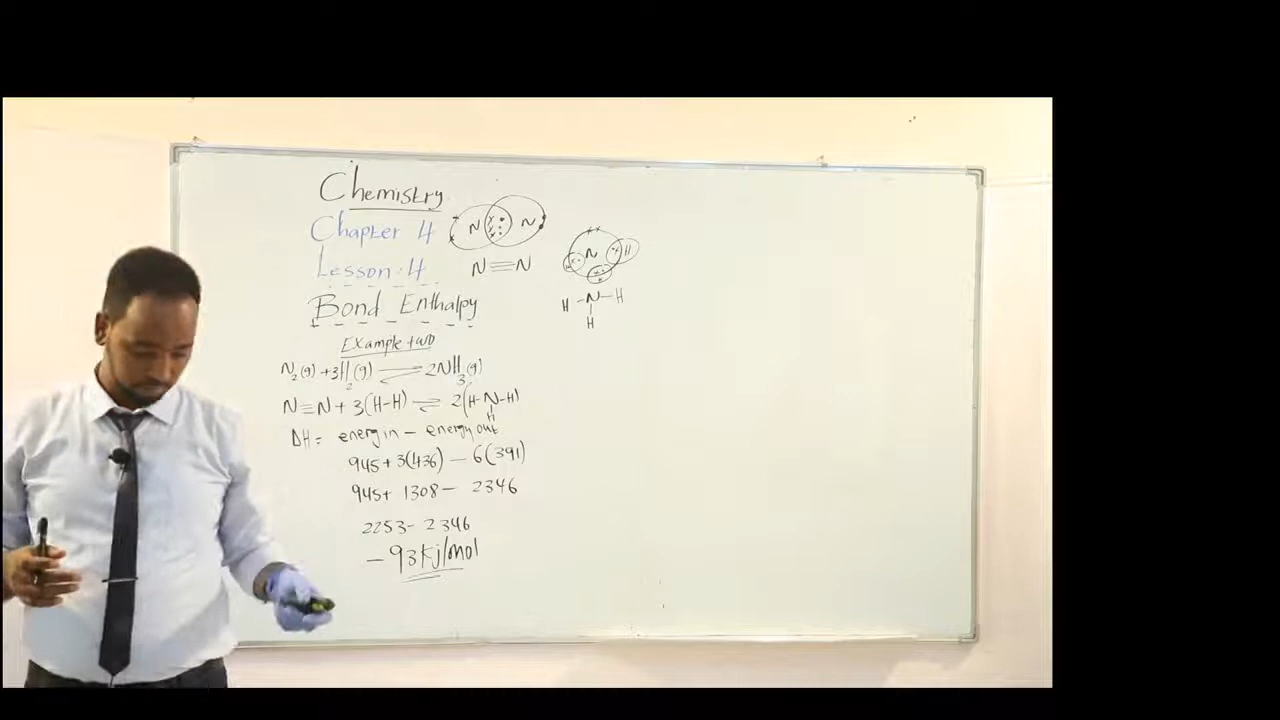 Chemistry
Chapter 4
Lesson: 4
Bond Enthalpy
N N
N≡N
N H
H-N-H
H
Example two
N₂(g) + 3H₂(g) ⇌ 2NH₃(g)
N≡N + 3(H-H) ⇌ 2(H-N-H)
H
ΔH = energ in - energy out
945 + 3(436) - 6(391)
945 + 1308 - 2346
2253 - 2346
-93 kj/mol